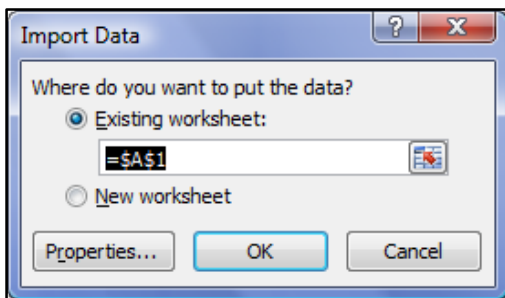 Import Data
? X
Where do you want to put the data?
Existing worksheet:
=$A$1
New worksheet
Properties... OK Cancel